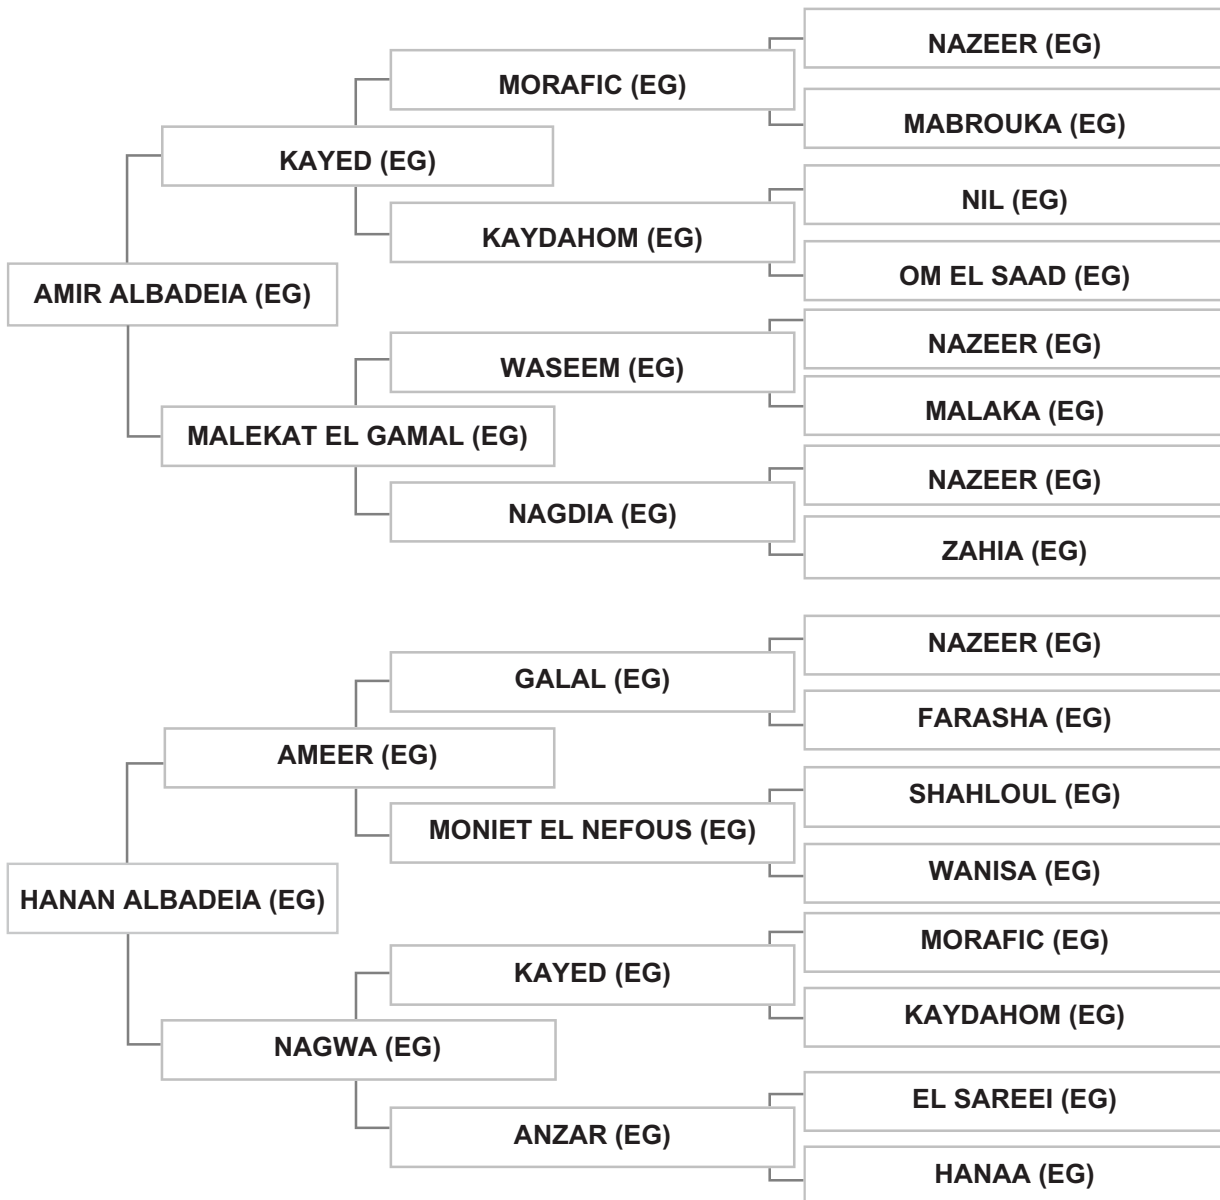 NAZEER (EG)
MORAFIC (EG)
MABROUKA (EG)
KAYED (EG)
NIL (EG)
KAYDAHOM (EG)
OM EL SAAD (EG)
AMIR ALBADEIA (EG)
NAZEER (EG)
WASEEM (EG)
MALAKA (EG)
MALEKAT EL GAMAL (EG)
NAZEER (EG)
NAGDIA (EG)
ZAHIA (EG)
NAZEER (EG)
GALAL (EG)
FARASHA (EG)
AMEER (EG)
SHAHLOUL (EG)
MONIET EL NEFOUS (EG)
WANISA (EG)
HANAN ALBADEIA (EG)
MORAFIC (EG)
KAYED (EG)
KAYDAHOM (EG)
NAGWA (EG)
EL SAREEI (EG)
ANZAR (EG)
HANAA (EG)